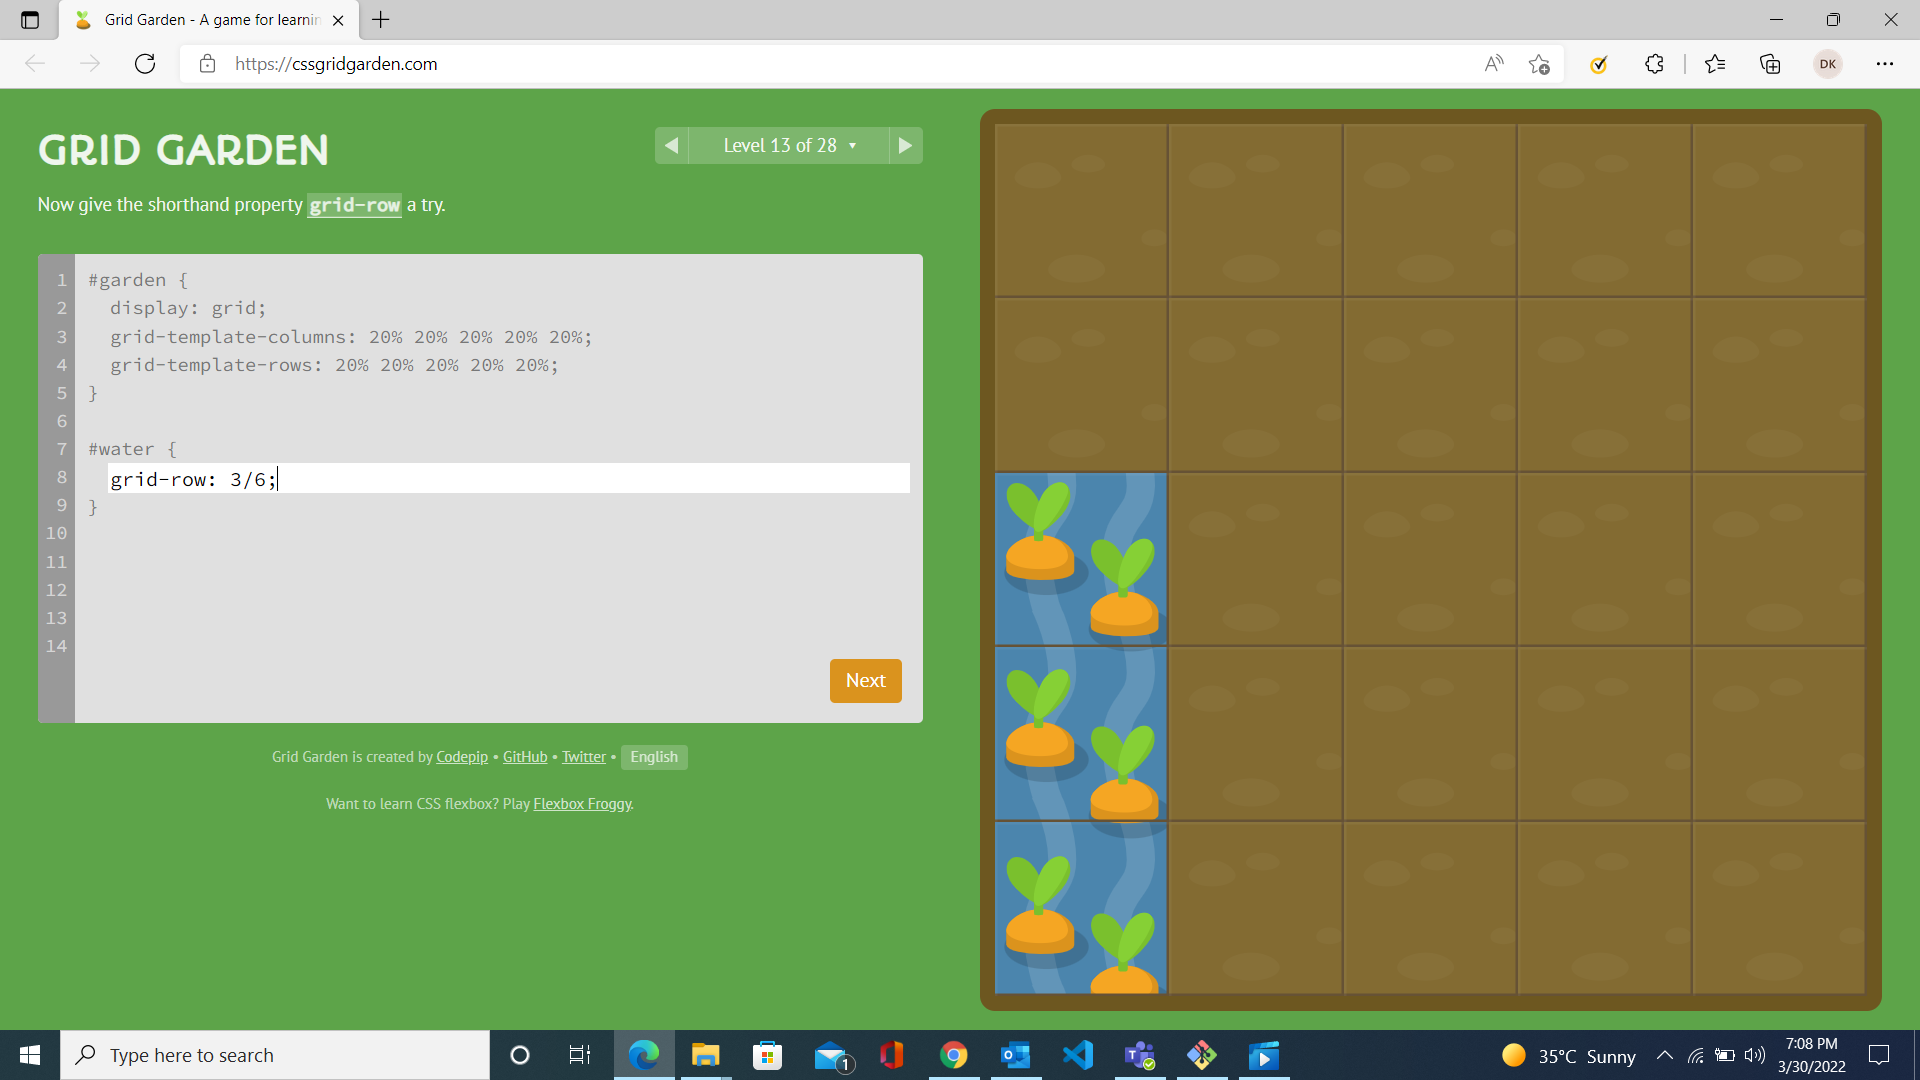 Grid Garden - A game for learnin
https://cssgridgarden.com
DK
GRID GARDEN
Level 13 of 28
Now give the shorthand property grid-row a try.
1 #garden {
2 display: grid;
3 grid-template-columns: 20% 20% 20% 20% 20%;
4 grid-template-rows: 20% 20% 20% 20% 20%;
5 }
6
7 #water {
8 grid-row: 3/6;
9 }
10
11
12
13
14
Next
Grid Garden is created by Codepip • GitHub • Twitter • English
Want to learn CSS flexbox? Play Flexbox Froggy.
Type here to search
1
35°C Sunny
7:08 PM
3/30/2022